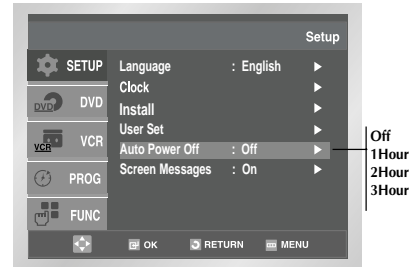 Setup
SETUP
DVD DVD
VCR VCR
PROG
FUNC
Language : English
Clock
Install
User Set
Auto Power Off : Off
Screen Messages : On
OK RETURN MENU
Off
1Hour
2Hour
3Hour